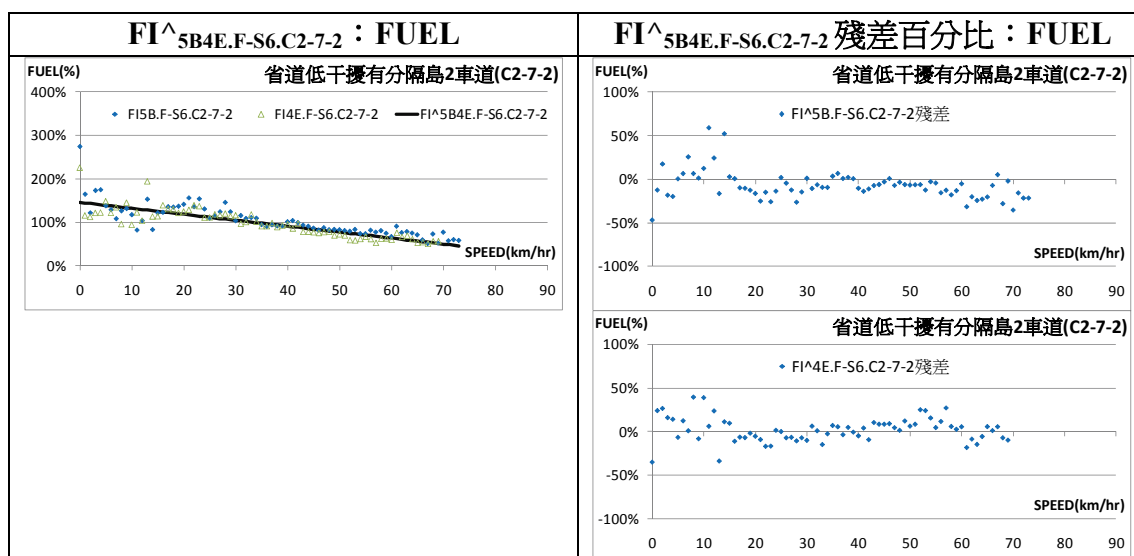 FI^5B4E.F-S6.C2-7-2：FUEL
FI^5B4E.F-S6.C2-7-2 殘差百分比：FUEL
FUEL(%) 省道低干擾有分隔島2車道(C2-7-2)
400%
FI5B.F-S6.C2-7-2 FI4E.F-S6.C2-7-2 FI^5B4E.F-S6.C2-7-2
300%
200%
100%
SPEED(km/hr)
0%
0 10 20 30 40 50 60 70 80 90
FUEL(%) 省道低干擾有分隔島2車道(C2-7-2)
100%
FI^5B.F-S6.C2-7-2殘差
50%
0%
-50%
SPEED(km/hr)
-100%
0 10 20 30 40 50 60 70 80 90
FUEL(%) 省道低干擾有分隔島2車道(C2-7-2)
100%
FI^4E.F-S6.C2-7-2殘差
50%
0%
-50%
SPEED(km/hr)
-100%
0 10 20 30 40 50 60 70 80 90